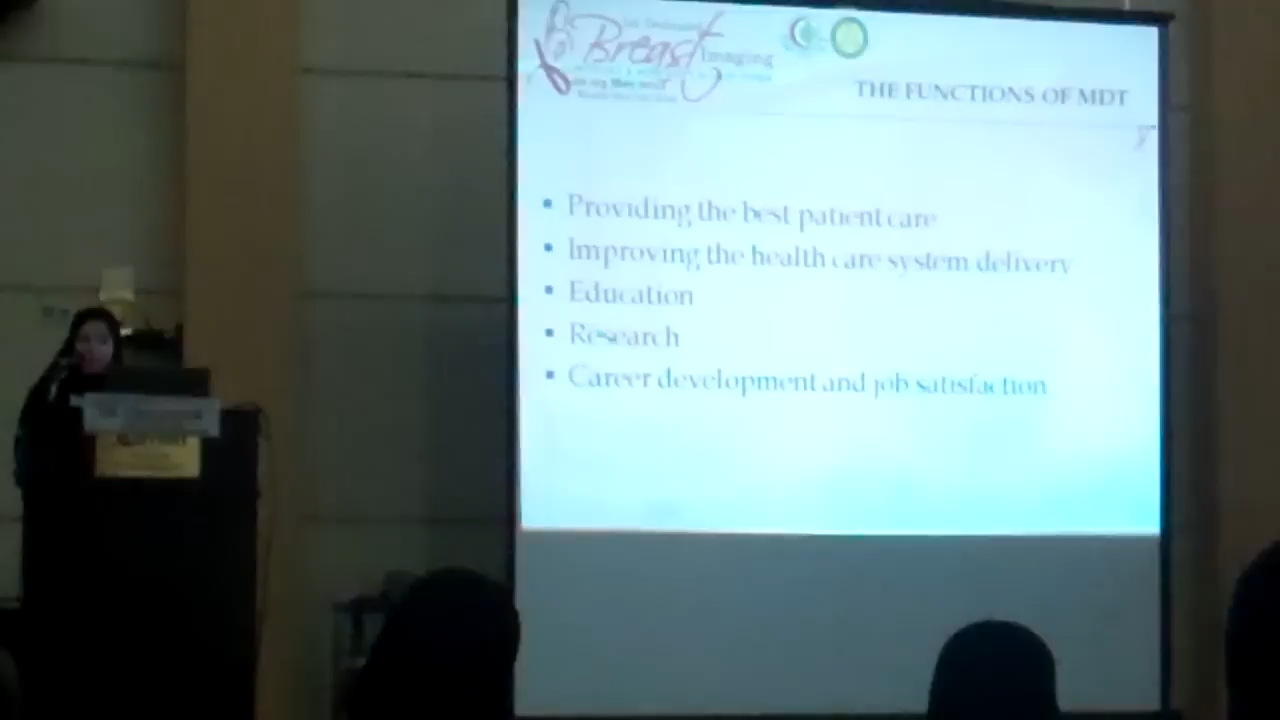 Breast
Imaging
THE FUNCTIONS OF MDT
Providing the best patient care
Improving the health care system delivery
Education
Research
Career development and job satisfaction